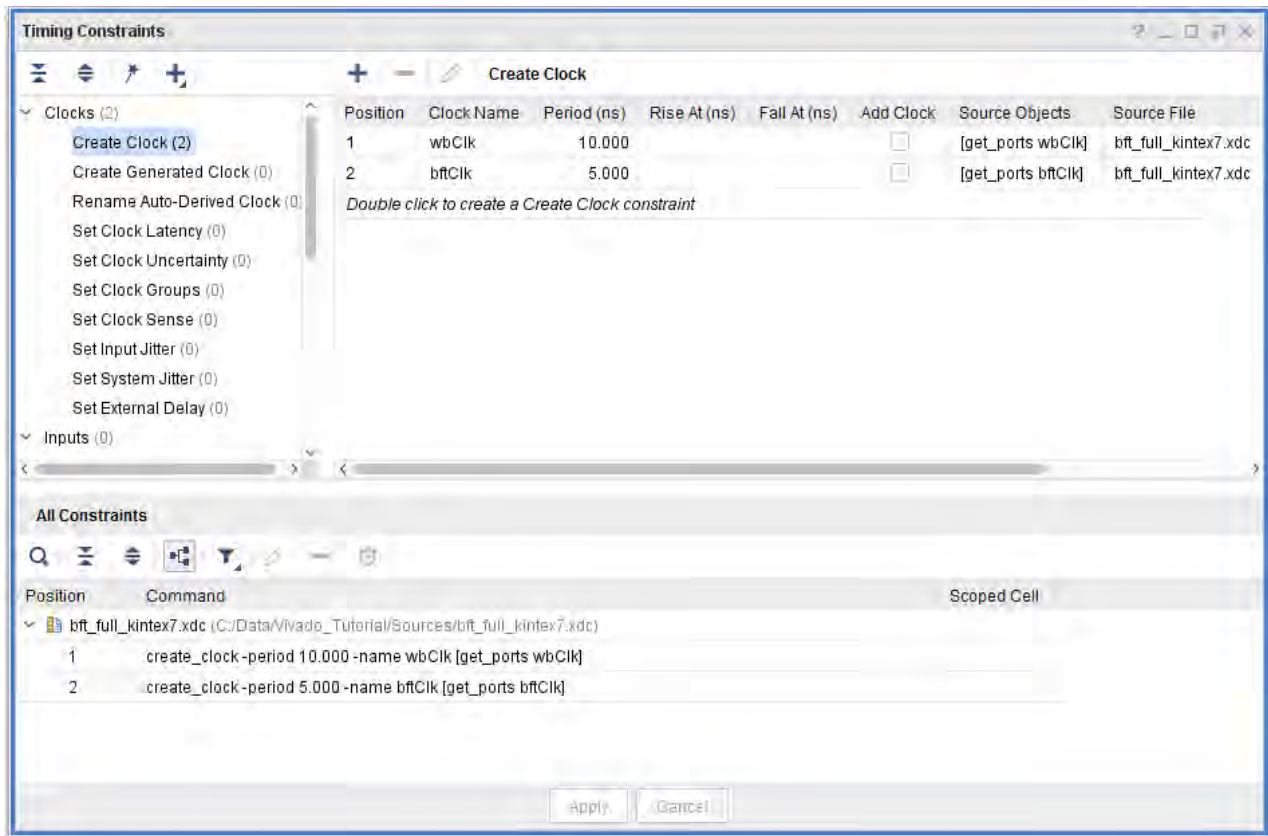 Timing Constraints
Create Clock
Clocks (2)
Create Clock (2)
Create Generated Clock (0)
Rename Auto-Derived Clock (0)
Set Clock Latency (0)
Set Clock Uncertainty (0)
Set Clock Groups (0)
Set Clock Sense (0)
Set Input Jitter (0)
Set System Jitter (0)
Set External Delay (0)
Inputs (0)
Position Clock Name Period (ns) Rise At (ns) Fall At (ns) Add Clock Source Objects Source File
1 wbClk 10.000 [get_ports wbClk] bft_full_kintex7.xdc
2 bftClk 5.000 [get_ports bftClk] bft_full_kintex7.xdc
Double click to create a Create Clock constraint
All Constraints
Position Command Scoped Cell
bft_full_kintex7.xdc (C:/Data/Vivado_Tutorial/Sources/bft_full_kintex7.xdc)
1 create_clock -period 10.000 -name wbClk [get_ports wbClk]
2 create_clock -period 5.000 -name bftClk [get_ports bftClk]
Apply Cancel